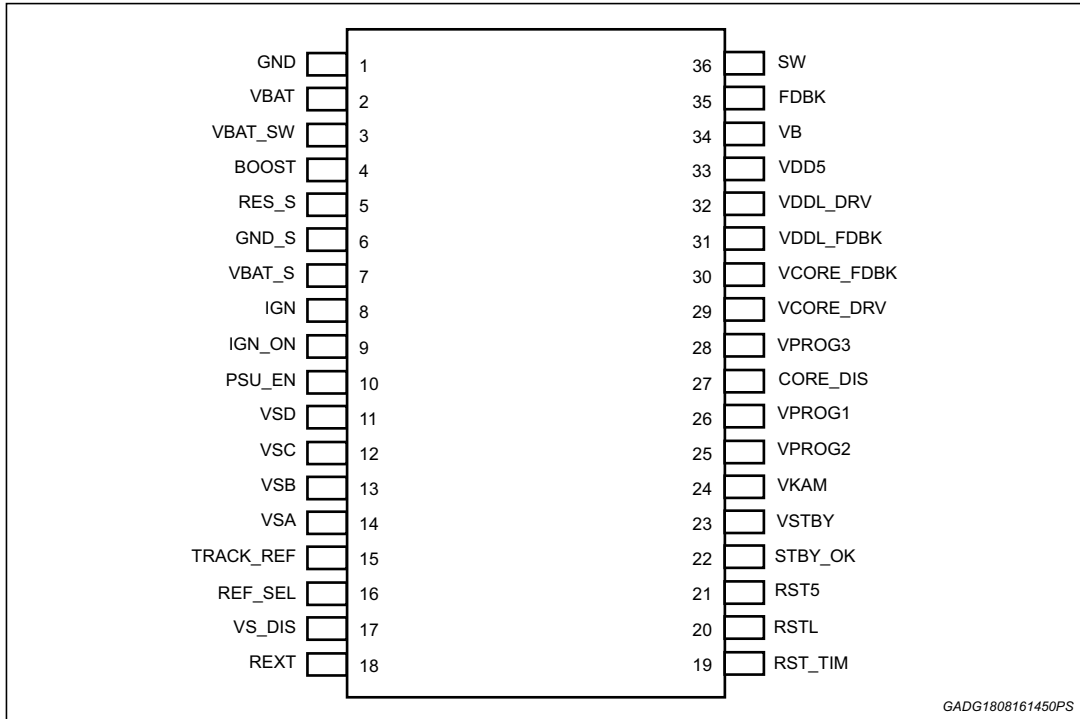 GND 1 36 SW
VBAT 2 35 FDBK
VBAT_SW 3 34 VB
BOOST 4 33 VDD5
RES_S 5 32 VDDL_DRV
GND_S 6 31 VDDL_FDBK
VBAT_S 7 30 VCORE_FDBK
IGN 8 29 VCORE_DRV
IGN_ON 9 28 VPROG3
PSU_EN 10 27 CORE_DIS
VSD 11 26 VPROG1
VSC 12 25 VPROG2
VSB 13 24 VKAM
VSA 14 23 VSTBY
TRACK_REF 15 22 STBY_OK
REF_SEL 16 21 RST5
VS_DIS 17 20 RSTL
REXT 18 19 RST_TIM
GADG1808161450PS